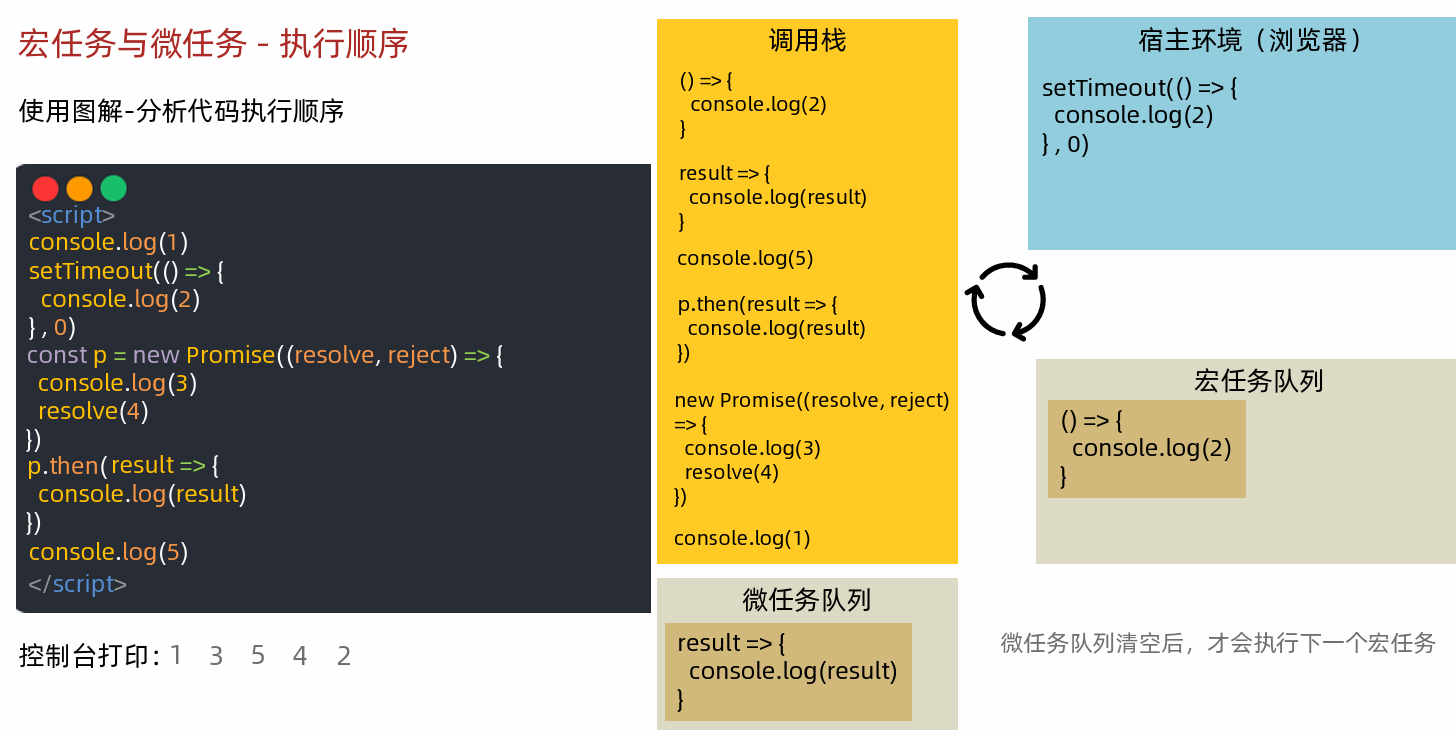 宏任务与微任务 - 执行顺序
使用图解-分析代码执行顺序
<script>
console.log(1)
setTimeout(() => {
  console.log(2)
} , 0)
const p = new Promise((resolve, reject) => {
  console.log(3)
  resolve(4)
})
p.then( result => {
  console.log(result)
})
console.log(5)
</script>
控制台打印：1 3 5 4 2
调用栈
() => {
  console.log(2)
}
result => {
  console.log(result)
}
console.log(5)
p.then(result => {
  console.log(result)
})
new Promise((resolve, reject)
=> {
  console.log(3)
  resolve(4)
})
console.log(1)
微任务队列
result => {
  console.log(result)
}
宿主环境（浏览器）
setTimeout(() => {
  console.log(2)
} , 0)
宏任务队列
() => {
  console.log(2)
}
微任务队列清空后，才会执行下一个宏任务